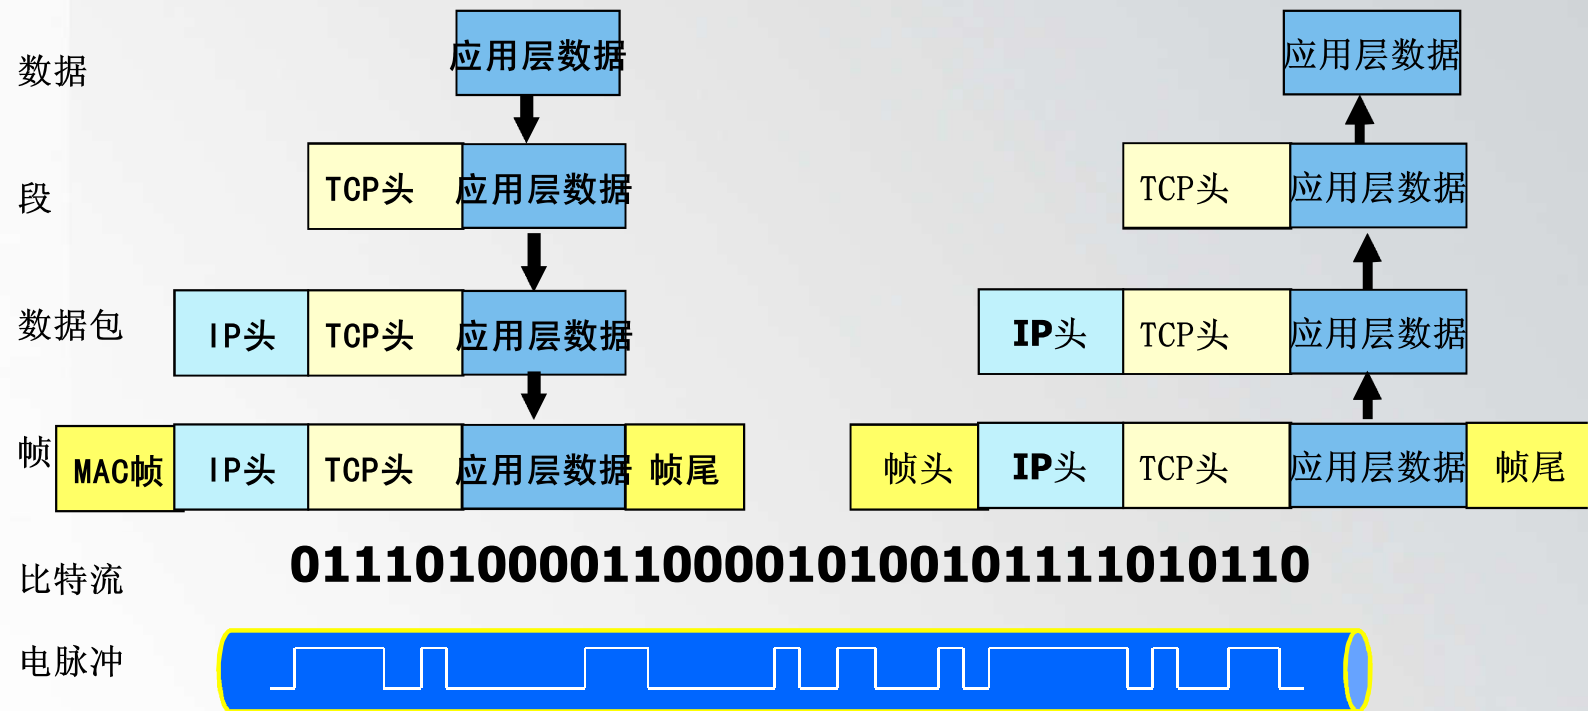 数据 应用层数据 应用层数据
段 TCP头 应用层数据 TCP头 应用层数据
数据包 IP头 TCP头 应用层数据 IP头 TCP头 应用层数据
帧 MAC帧 IP头 TCP头 应用层数据 帧尾 帧头 IP头 TCP头 应用层数据 帧尾
比特流 011101000011000010100101111010110
电脉冲